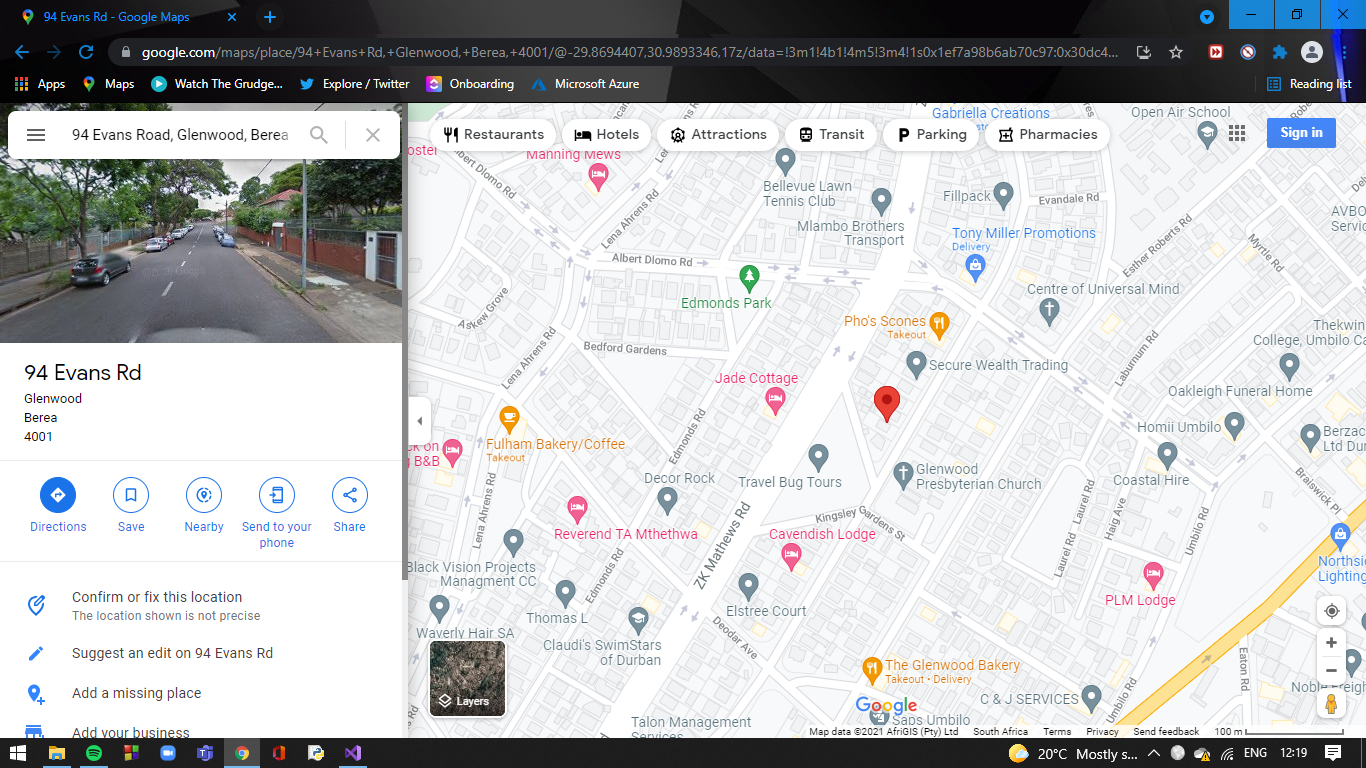 94 Evans Rd - Google Maps
google.com/maps/place/94+Evans+Rd,+Glenwood,+Berea,+4001/@-29.8694407,30.9893346,17z/data=!3m1!4b1!4m5!3m4!1s0x1ef7a98b6ab70c97:0x30dc4...
Apps Maps Watch The Grudge... Explore / Twitter Onboarding Microsoft Azure Reading list
94 Evans Road, Glenwood, Berea
94 Evans Rd
Glenwood
Berea
4001
Directions Save Nearby Send to your phone Share
Confirm or fix this location
The location shown is not precise
Suggest an edit on 94 Evans Rd
Add a missing place
Add your business
Restaurants Hotels Attractions Transit Parking Pharmacies
Sign in
Gabriella Creations
Open Air School
Manning Mews
Albert Dlomo Rd
Lena Ahrens Rd
Bellevue Lawn
Tennis Club
Mlambo Brothers
Transport
Fillpack
Evandale Rd
Tony Miller Promotions
Delivery
Esther Roberts Rd
Myrtle Rd
Albert Dlomo Rd
Edmonds Park
Centre of Universal Mind
Askew Grove
Pho's Scones
Takeout
Thekwin
College, Umbilo Ca
Bedford Gardens
Lena Ahrens Rd
Secure Wealth Trading
Laburnum Rd
Jade Cottage
Oakleigh Funeral Home
Fulham Bakery/Coffee
Takeout
Edmonds Rd
Homii Umbilo
Berzac
Ltd Dur
Decor Rock
Travel Bug Tours
Glenwood
Presbyterian Church
Coastal Hire
Braiswick Pl
Lena Ahrens Rd
Reverend TA Mthethwa
ZK Mathews Rd
Kingsley Gardens St
Cavendish Lodge
Laurel Rd
Laurel Rd
Haig Ave
Umbilo Rd
Northsid
Lighting
Black Vision Projects
Managment CC
Edmonds Rd
Thomas L
Elstree Court
PLM Lodge
Waverly Hair SA
Claudi's SwimStars
of Durban
Deodar Ave
The Glenwood Bakery
Takeout • Delivery
C & J SERVICES
Umbilo Rd
Eaton Rd
Noble Freight
Layers
Google
Talon Management
Services
Saps Umbilo
Map data ©2021 AfriGIS (Pty) Ltd South Africa Terms Privacy Send feedback 100 m
20°C Mostly s... ENG 12:19